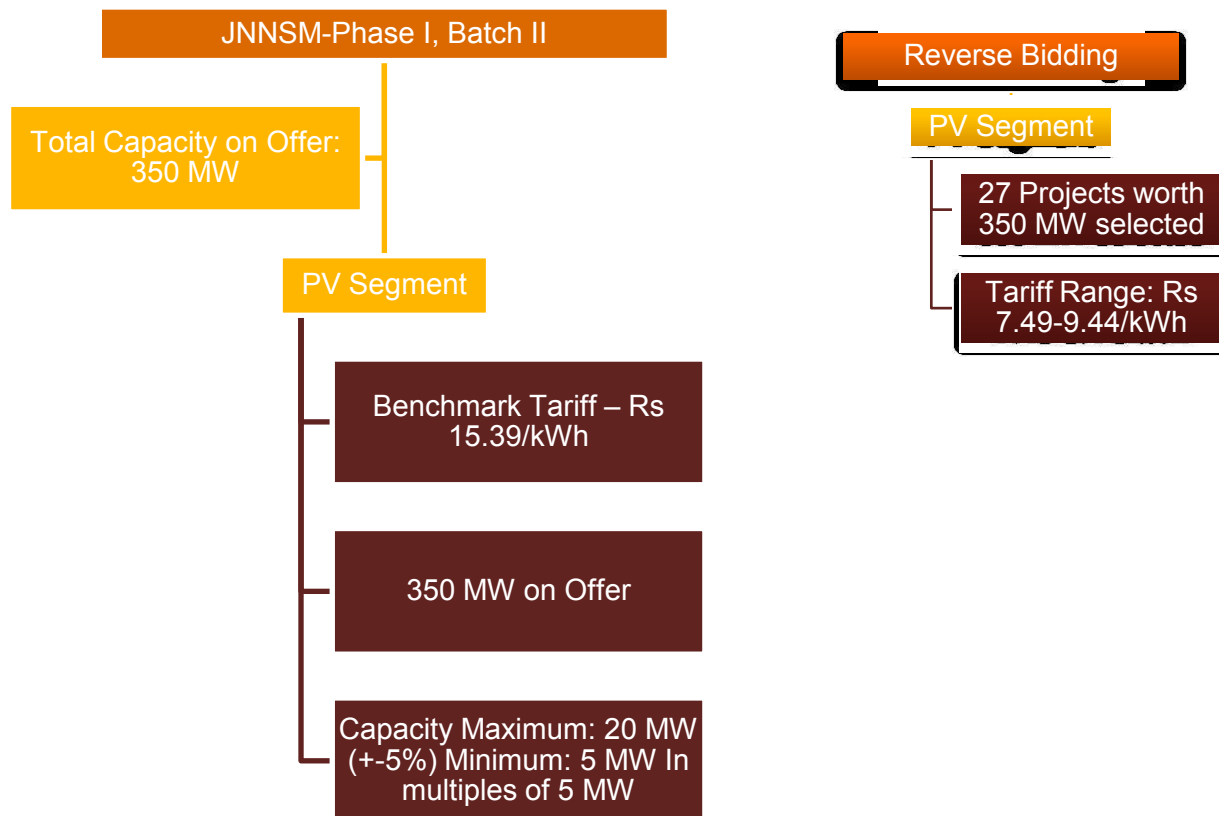 JNNSM-Phase I, Batch II
Total Capacity on Offer:
350 MW
PV Segment
Benchmark Tariff – Rs
15.39/kWh
350 MW on Offer
Capacity Maximum: 20 MW
(+-5%) Minimum: 5 MW In
multiples of 5 MW
Reverse Bidding
PV Segment
27 Projects worth
350 MW selected
Tariff Range: Rs
7.49-9.44/kWh